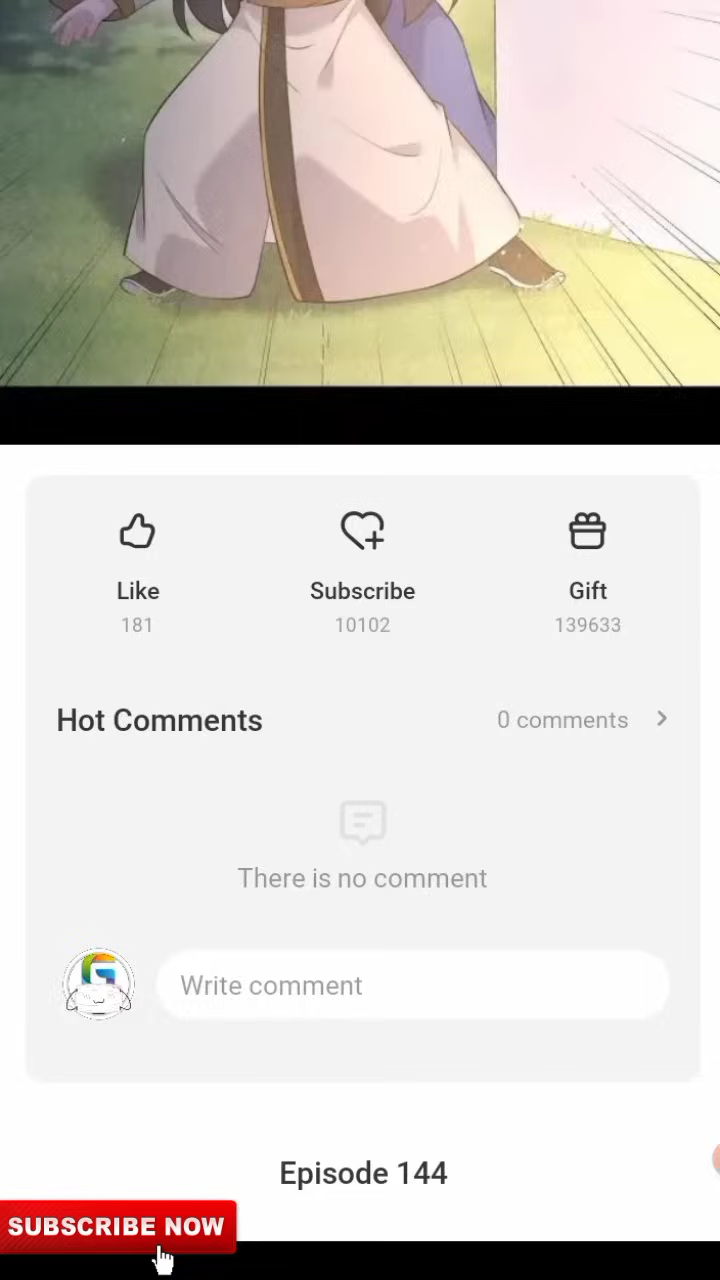 Like
Subscribe
Gift
181
10102
139633
Hot Comments
0 comments
There is no comment
Write comment
Episode 144
SUBSCRIBE NOW